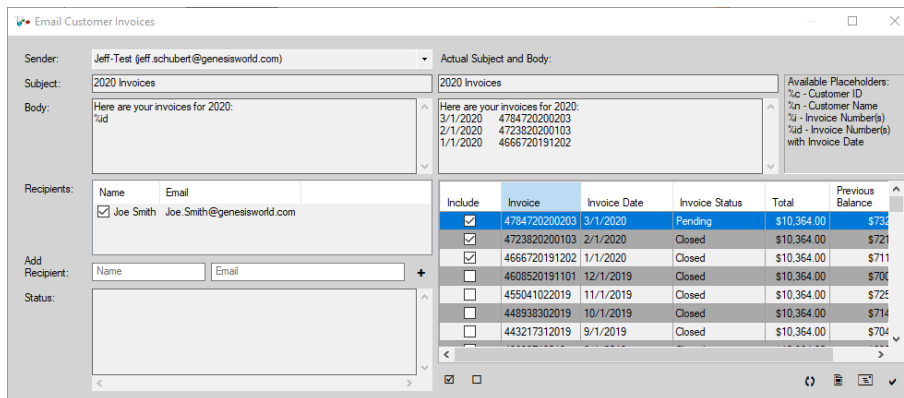 Email Customer Invoices
Sender:
Jeff-Test (jeff.schubert@genesisworld.com)
Actual Subject and Body:
Subject:
2020 Invoices
2020 Invoices
Body:
Here are your invoices for 2020:
%id
Here are your invoices for 2020:
3/1/2020 4784720200203
2/1/2020 4723820200103
1/1/2020 4666720191202
Available Placeholders:
%c - Customer ID
%n - Customer Name
%i - Invoice Number(s)
%id - Invoice Number(s)
with Invoice Date
Recipients:
Name Email
Joe Smith Joe.Smith@genesisworld.com
Add
Recipient:
Name
Email
Status:
Include Invoice Invoice Date Invoice Status Total Previous Balance
4784720200203 3/1/2020 Pending $10,364.00 $732
4723820200103 2/1/2020 Closed $10,364.00 $721
4666720191202 1/1/2020 Closed $10,364.00 $711
4608520191101 12/1/2019 Closed $10,364.00 $700
455041022019 11/1/2019 Closed $10,364.00 $725
448938302019 10/1/2019 Closed $10,364.00 $714
443217312019 9/1/2019 Closed $10,364.00 $704